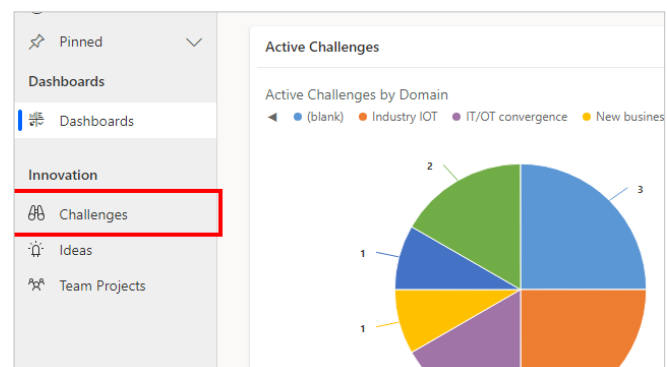 Pinned
Dashboards
Dashboards
Innovation
Challenges
Ideas
Team Projects
Active Challenges
Active Challenges by Domain
(blank) Industry IOT IT/OT convergence New busines
2
3
1
1